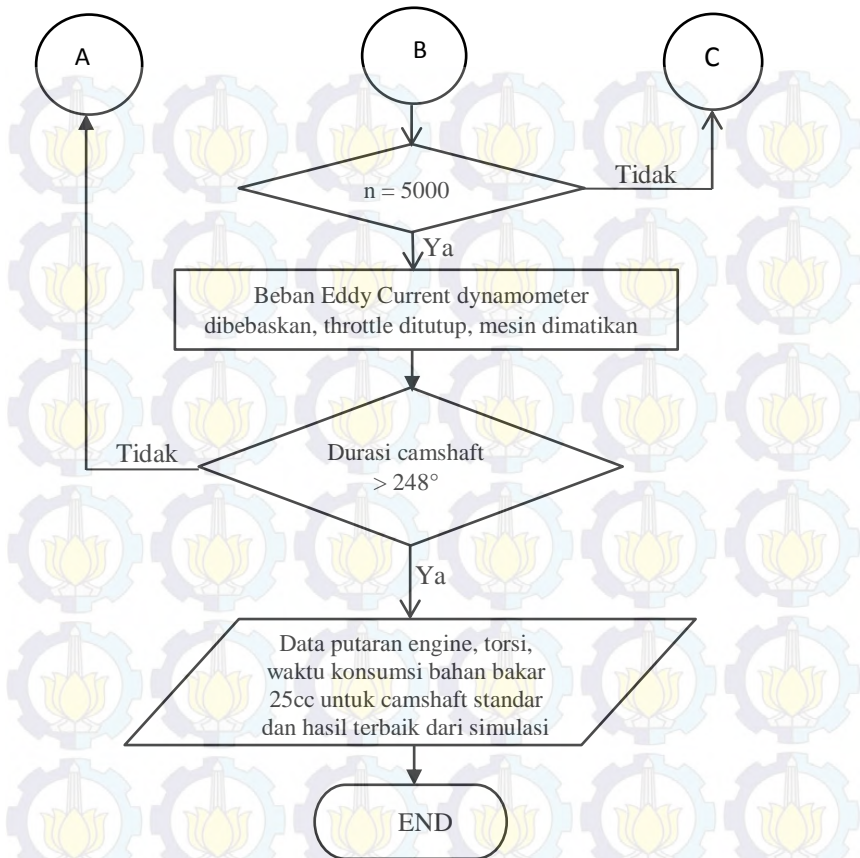 A
B
C
n = 5000
Tidak
Ya
Beban Eddy Current dynamometer
dibebaskan, throttle ditutup, mesin dimatikan
Tidak
Durasi camshaft
> 248°
Ya
Data putaran engine, torsi,
waktu konsumsi bahan bakar
25cc untuk camshaft standar
dan hasil terbaik dari simulasi
END